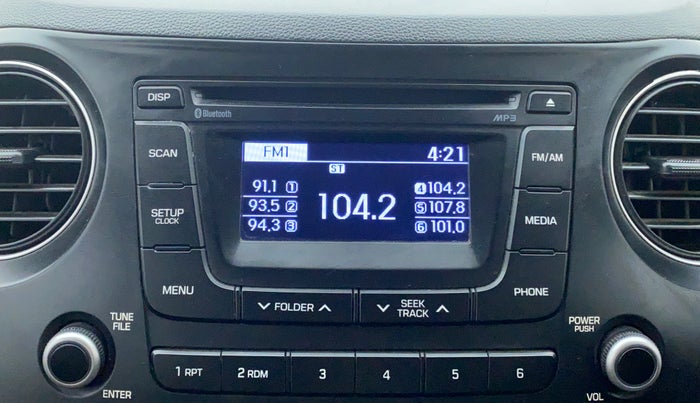 DISP
Bluetooth
MP3
SCAN
FM1 4:21
FM/AM
ST
91.1 1
4 104.2
93.5 2
104.2
5 107.8
94.3 3
6 101.0
SETUP
CLOCK
MEDIA
MENU
PHONE
FOLDER
SEEK
TRACK
TUNE
FILE
POWER
PUSH
1 RPT
2 RDM
3
4
5
6
ENTER
VOL